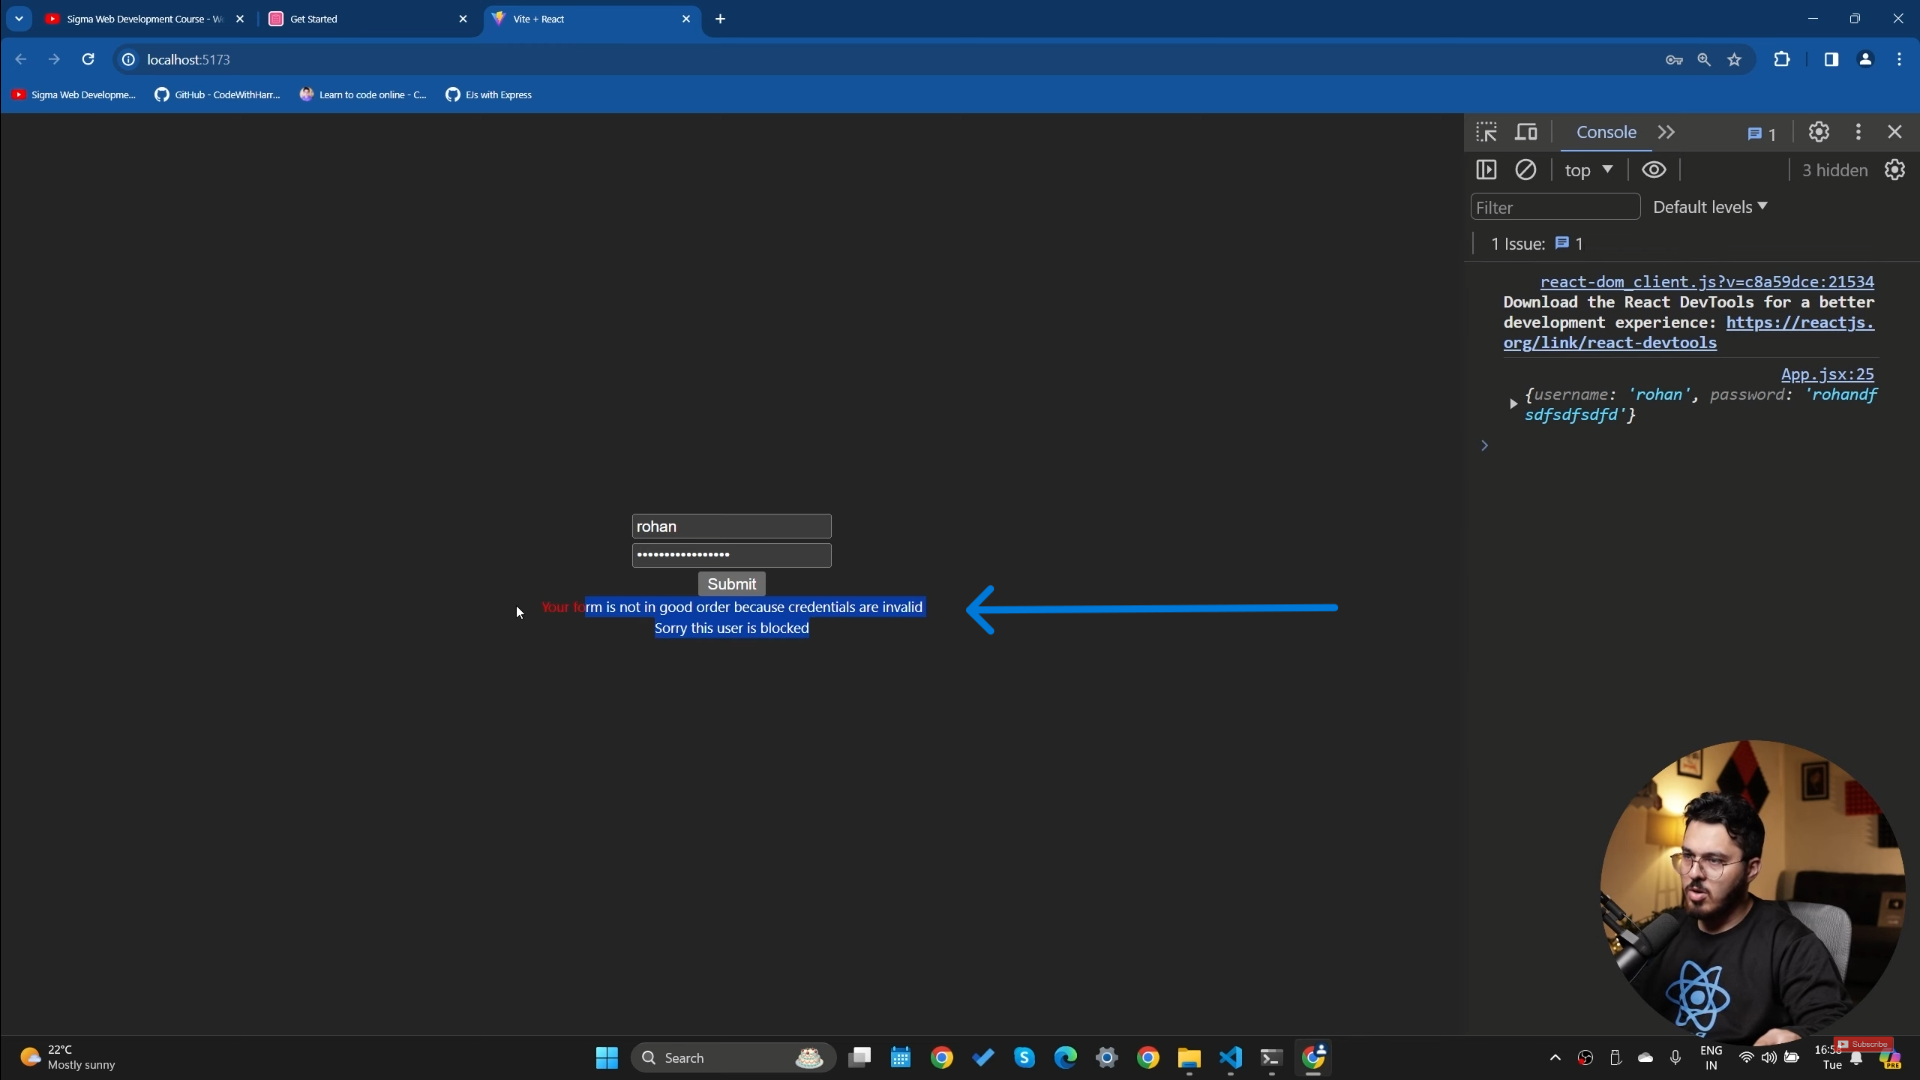 Sigma Web Development Course - W
Get Started
Vite + React
localhost:5173
Sigma Web Developme...
GitHub - CodeWithHarr...
Learn to code online - C...
EJs with Express
Console
1
top
3 hidden
Filter
Default levels
1 Issue: 1
react-dom_client.js?v=c8a59dce:21534
Download the React DevTools for a better
development experience: https://reactjs.
org/link/react-devtools
App.jsx:25
{username: 'rohan', password: 'rohandf
sdfsdfsdfd'}
rohan
•••••••••••••••••
Submit
Your form is not in good order because credentials are invalid
Sorry this user is blocked
22°C
Mostly sunny
Search
ENG
IN
Tue
Subscribe
PRE